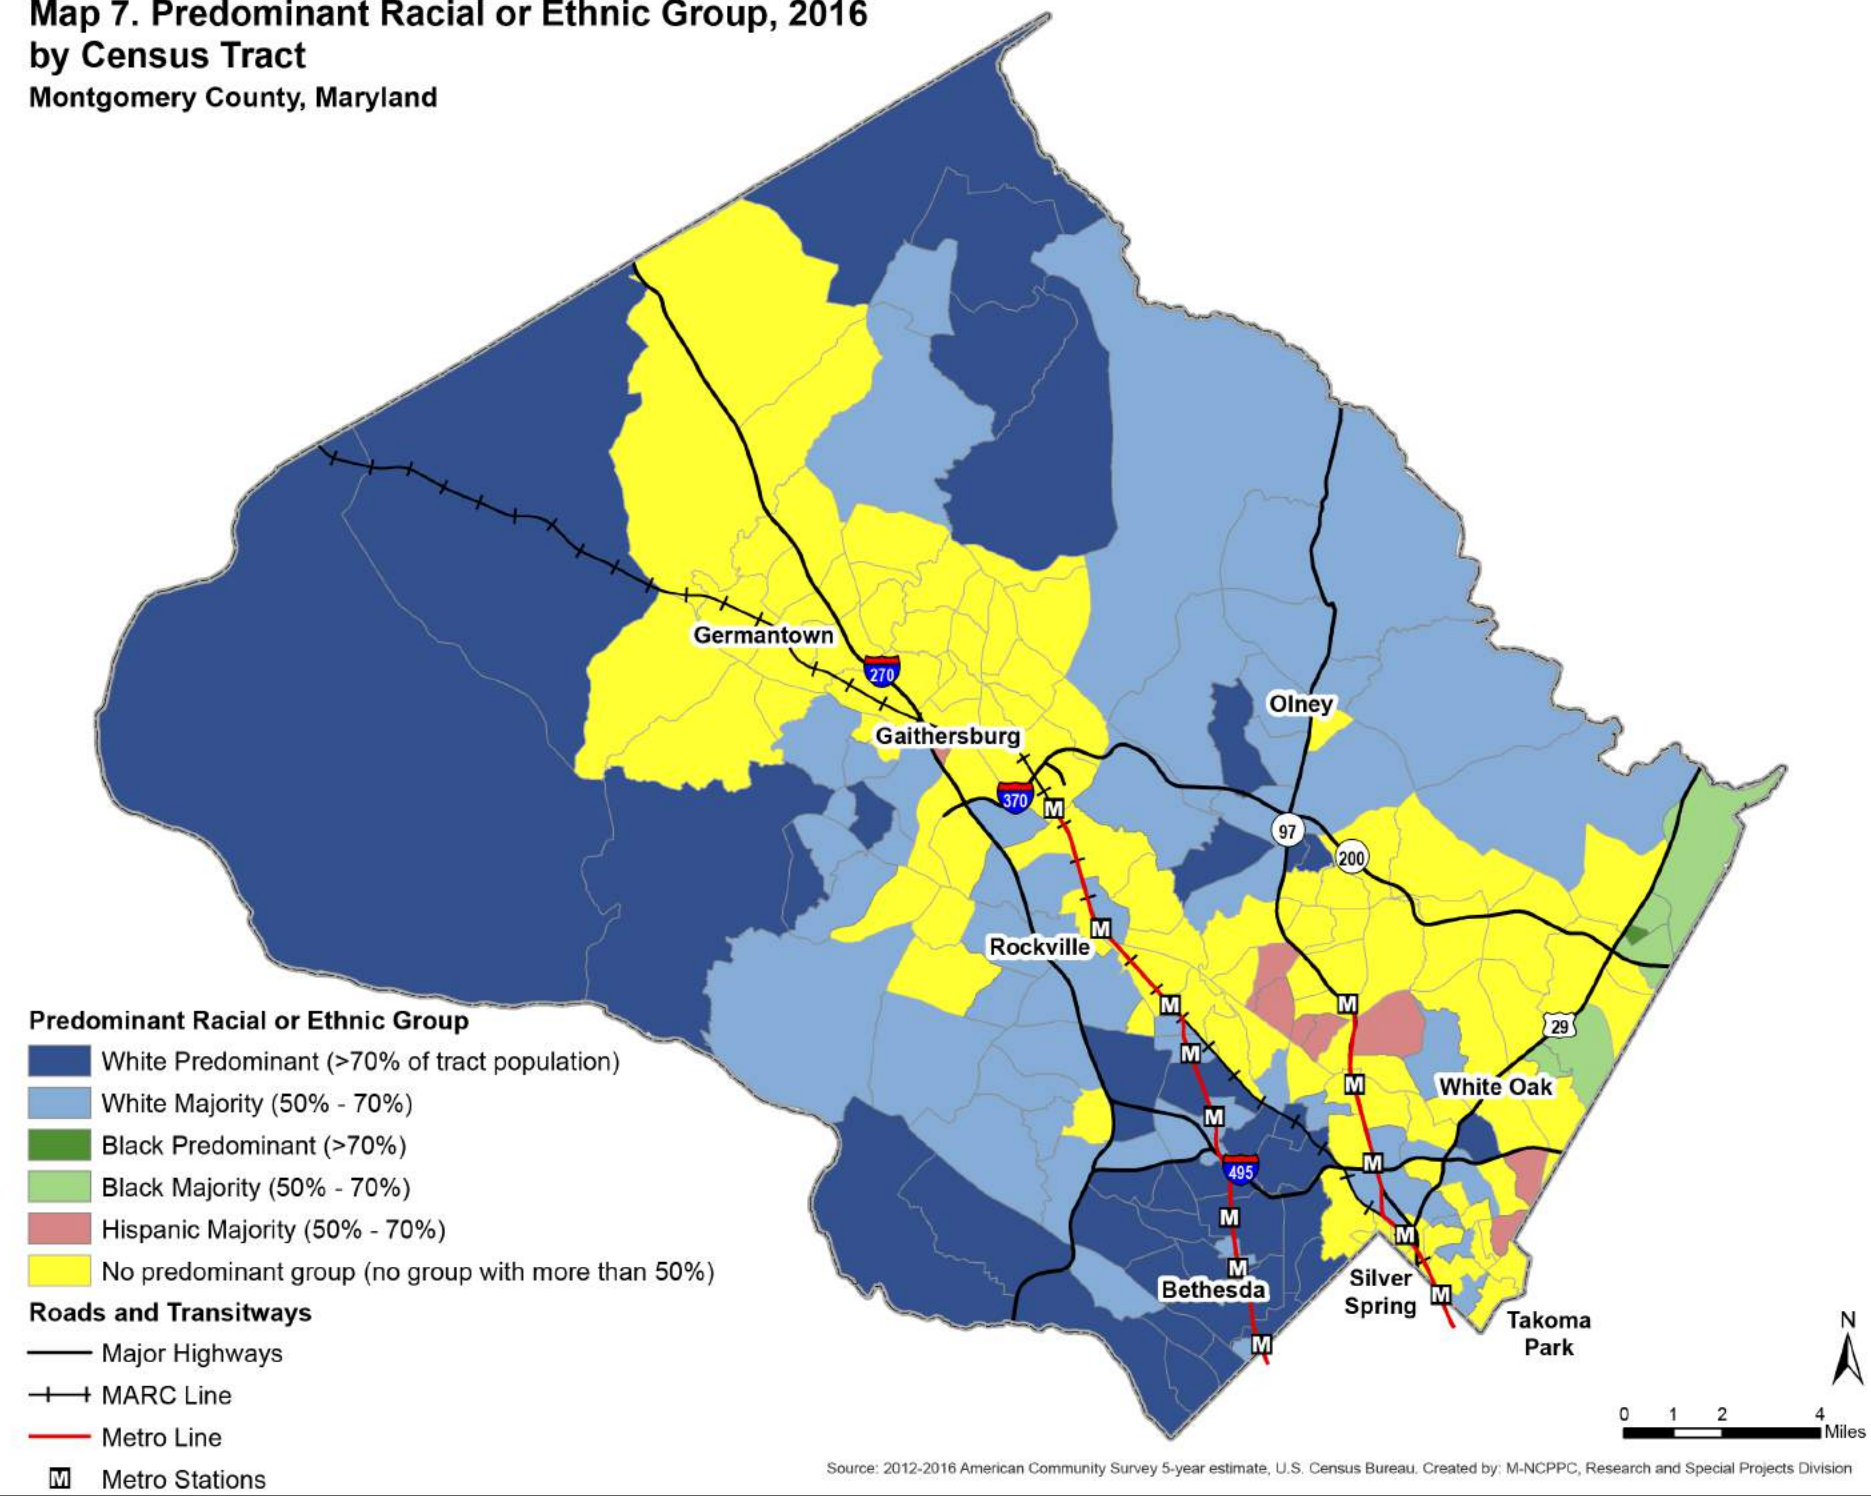 Map 7. Predominant Racial or Ethnic Group, 2016
by Census Tract
Montgomery County, Maryland
Germantown
270
Olney
Gaithersburg
370
M
97
200
M
Rockville
M
M
29
M
White Oak
M
M
M
495
M
M
M
Bethesda
M
Silver
Spring
M
Takoma
Park
M
Predominant Racial or Ethnic Group
White Predominant (>70% of tract population)
White Majority (50% - 70%)
Black Predominant (>70%)
Black Majority (50% - 70%)
Hispanic Majority (50% - 70%)
No predominant group (no group with more than 50%)
Roads and Transitways
Major Highways
MARC Line
Metro Line
M Metro Stations
N
0 1 2 4
Miles
Source: 2012-2016 American Community Survey 5-year estimate, U.S. Census Bureau. Created by: M-NCPPC, Research and Special Projects Division